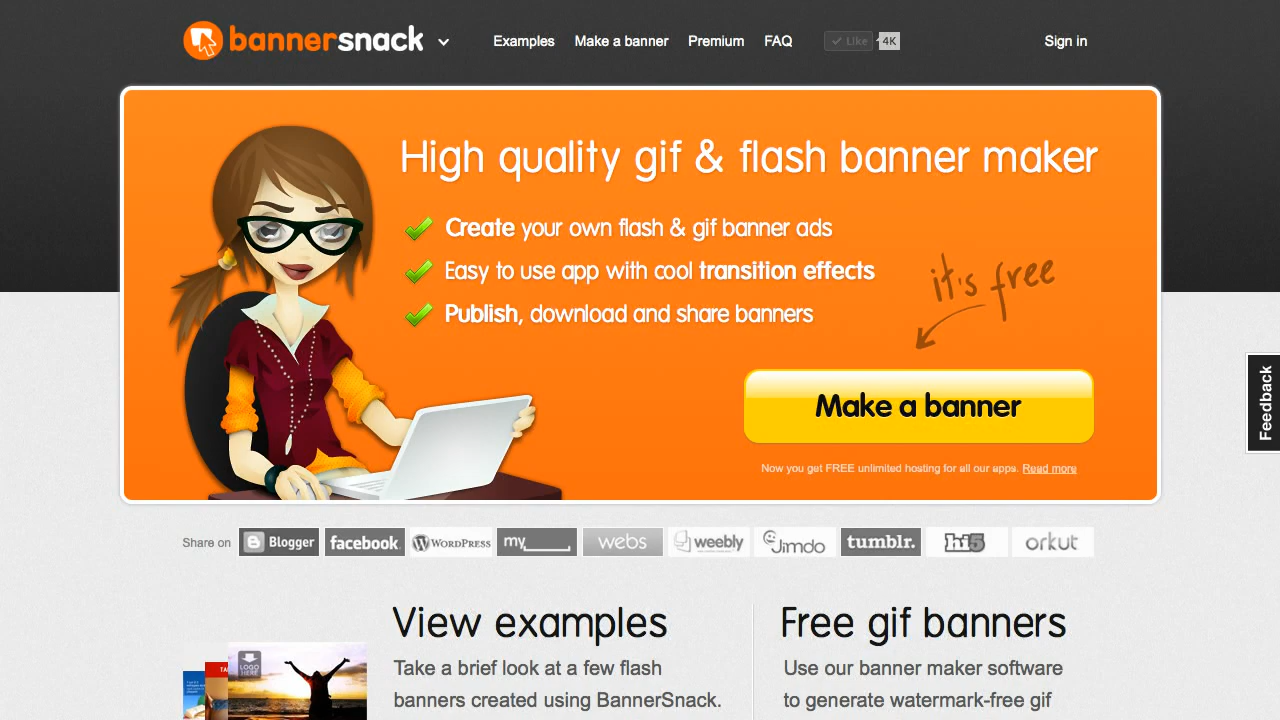 bannersnack
Examples
Make a banner
Premium
FAQ
Like
4K
Sign in
High quality gif & flash banner maker
Create your own flash & gif banner ads
Easy to use app with cool transition effects
Publish, download and share banners
it's free
Make a banner
Now you get FREE unlimited hosting for all our apps. Read more
Feedback
Share on
Blogger
facebook
WORDPRESS
my
webs
weebly
Jimdo
tumblr.
hi5
orkut
View examples
Take a brief look at a few flash
banners created using BannerSnack.
LOGO
HERE
TA
Free gif banners
Use our banner maker software
to generate watermark-free gif